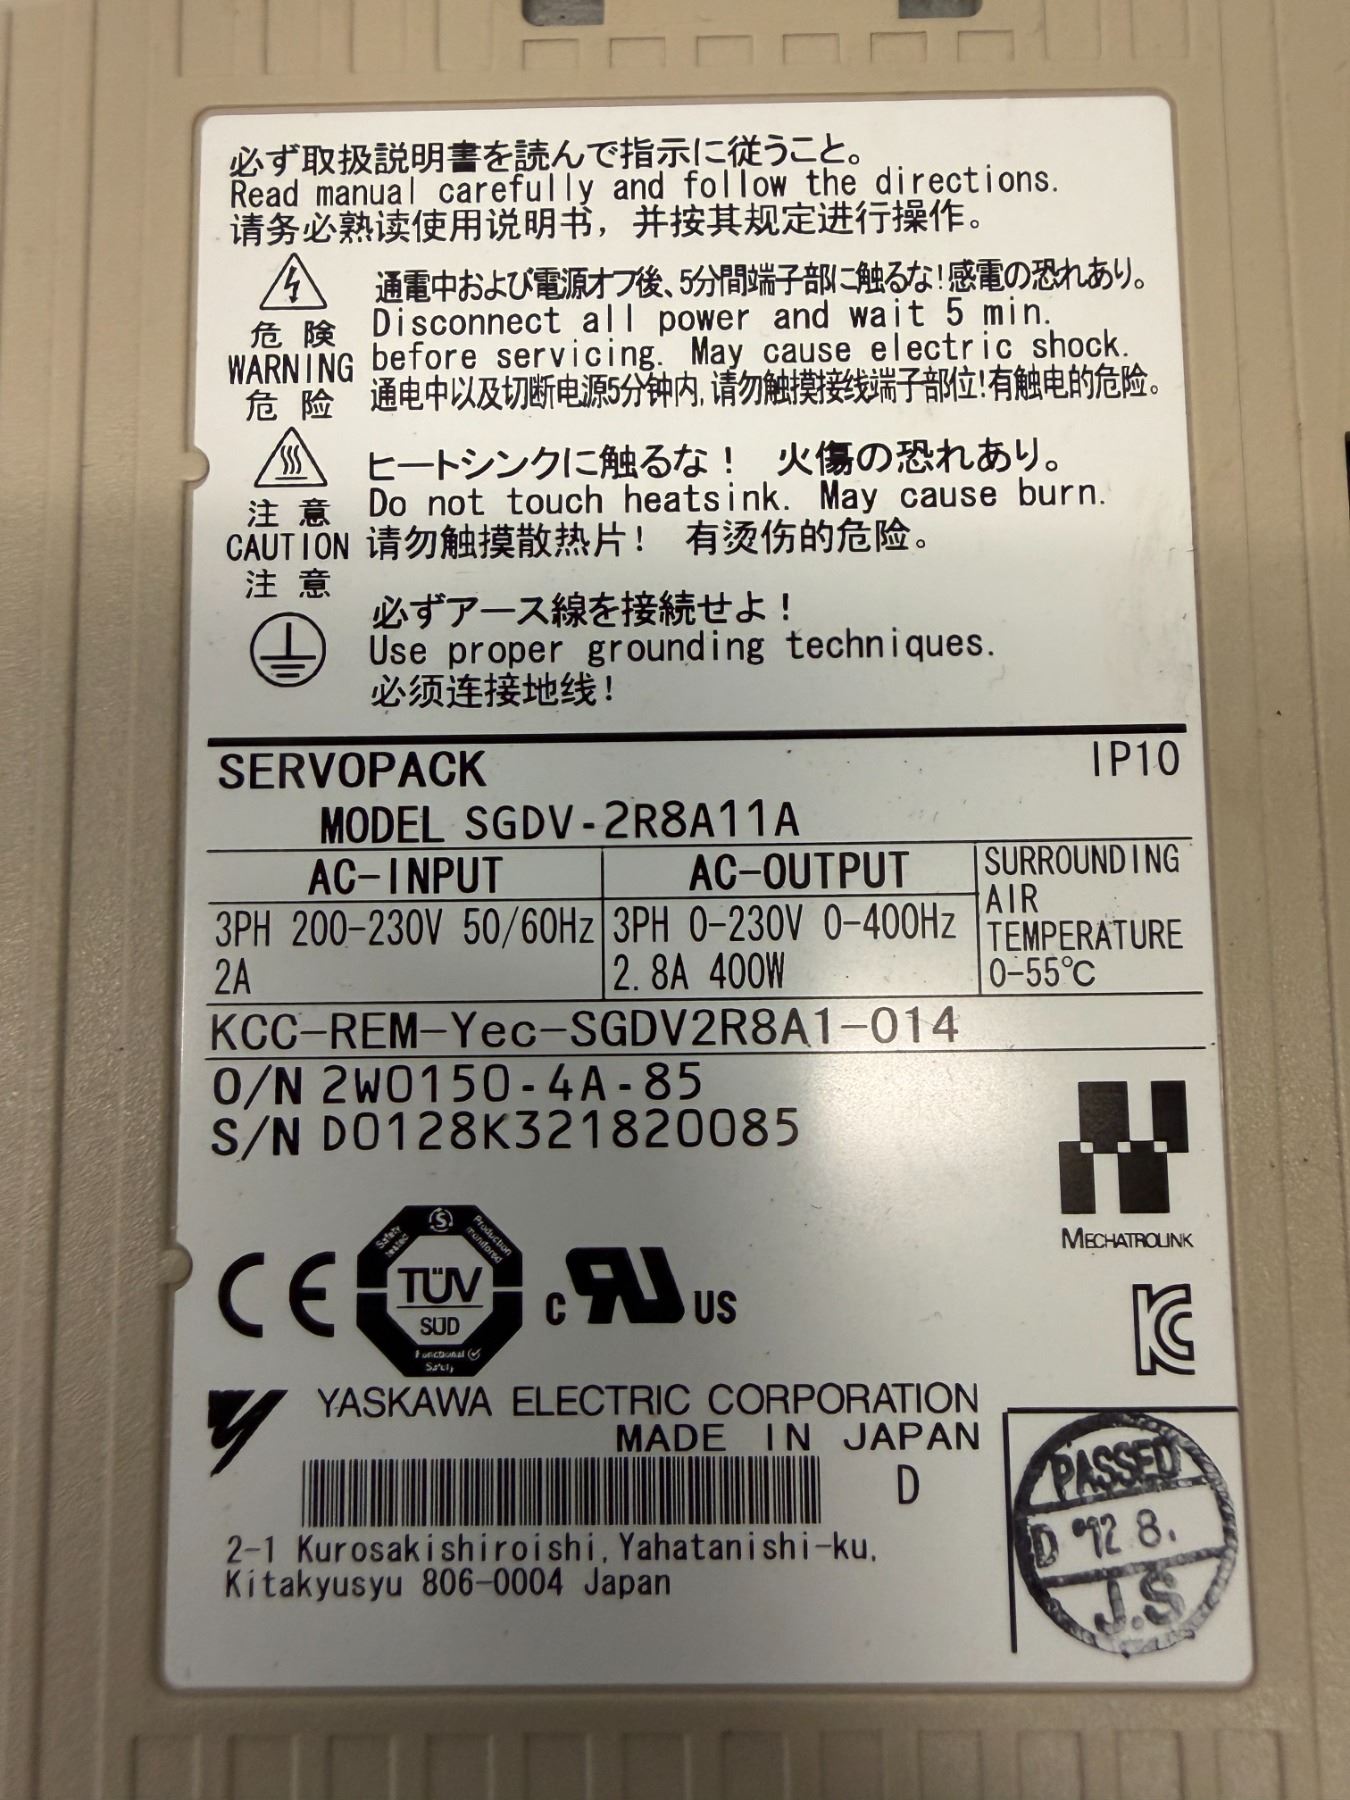 必ず取扱説明書を読んで指示に従うこと。
Read manual carefully and follow the directions.
请务必熟读使用说明书，并按其规定进行操作。
危険
WARNING
危险
通電中および電源オフ後、5分間端子部に触るな！感電の恐れあり。
Disconnect all power and wait 5 min.
before servicing. May cause electric shock.
通电中以及切断电源5分钟内，请勿触摸接线端子部位！有触电的危险。
注意
CAUTION
注意
ヒートシンクに触るな！ 火傷の恐れあり。
Do not touch heatsink. May cause burn.
请勿触摸散热片！ 有烫伤的危险。
必ずアース線を接続せよ！
Use proper grounding techniques.
必须连接地线！
SERVOPACK IP10
MODEL SGDV-2R8A11A
AC-INPUT
3PH 200-230V 50/60Hz
2A
AC-OUTPUT
3PH 0-230V 0-400Hz
2.8A 400W
SURROUNDING
AIR
TEMPERATURE
0-55℃
KCC-REM-Yec-SGDV2R8A1-014
O/N 2W0150-4A-85
S/N D0128K321820085
MECHATROLINK
CE
Safety tested
Production monitored
TÜV
SÜD
Functional
Safety
C UR US
KC
YASKAWA ELECTRIC CORPORATION
MADE IN JAPAN
D
2-1 Kurosakishiroishi, Yahatanishi-ku,
Kitakyusyu 806-0004 Japan
PASSED
D '12 8.
J.S